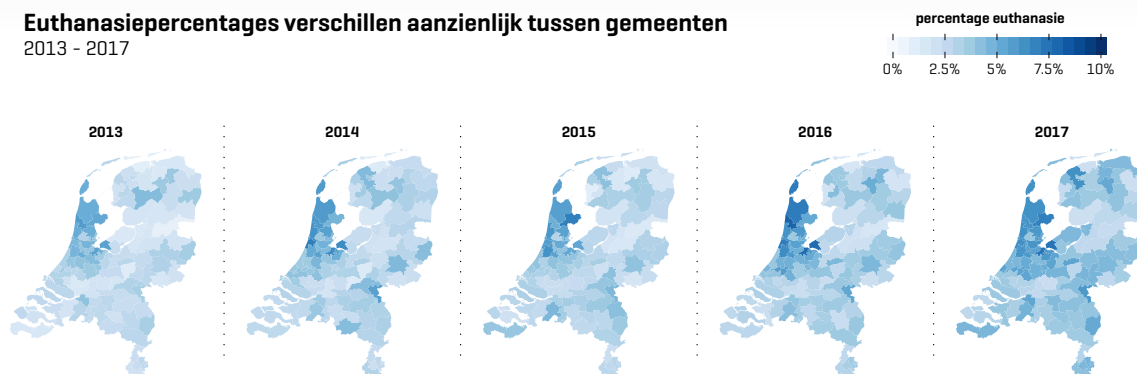 Euthanasiepercentages verschillen aanzienlijk tussen gemeenten
2013 - 2017
percentage euthanasie
0% 2.5% 5% 7.5% 10%
2013 2014 2015 2016 2017